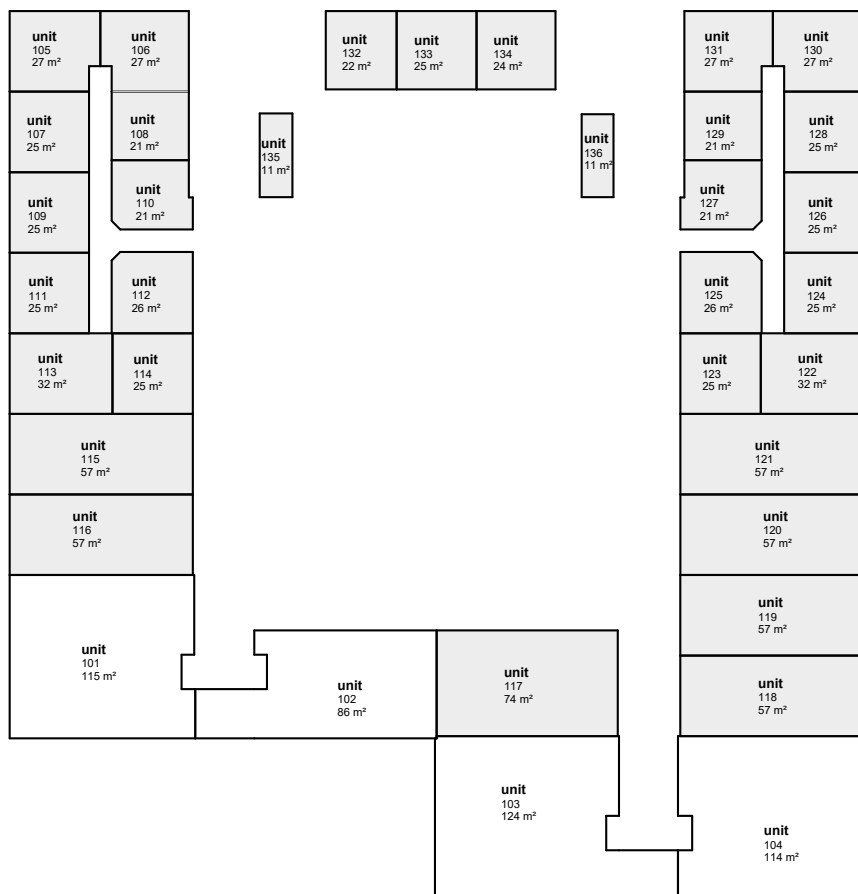 unit
105
27 m²
unit
106
27 m²
unit
132
22 m²
unit
133
25 m²
unit
134
24 m²
unit
131
27 m²
unit
130
27 m²
unit
107
25 m²
unit
108
21 m²
unit
135
11 m²
unit
136
11 m²
unit
129
21 m²
unit
128
25 m²
unit
109
25 m²
unit
110
21 m²
unit
127
21 m²
unit
126
25 m²
unit
111
25 m²
unit
112
26 m²
unit
125
26 m²
unit
124
25 m²
unit
113
32 m²
unit
114
25 m²
unit
123
25 m²
unit
122
32 m²
unit
115
57 m²
unit
121
57 m²
unit
116
57 m²
unit
120
57 m²
unit
119
57 m²
unit
101
115 m²
unit
102
86 m²
unit
117
74 m²
unit
118
57 m²
unit
103
124 m²
unit
104
114 m²